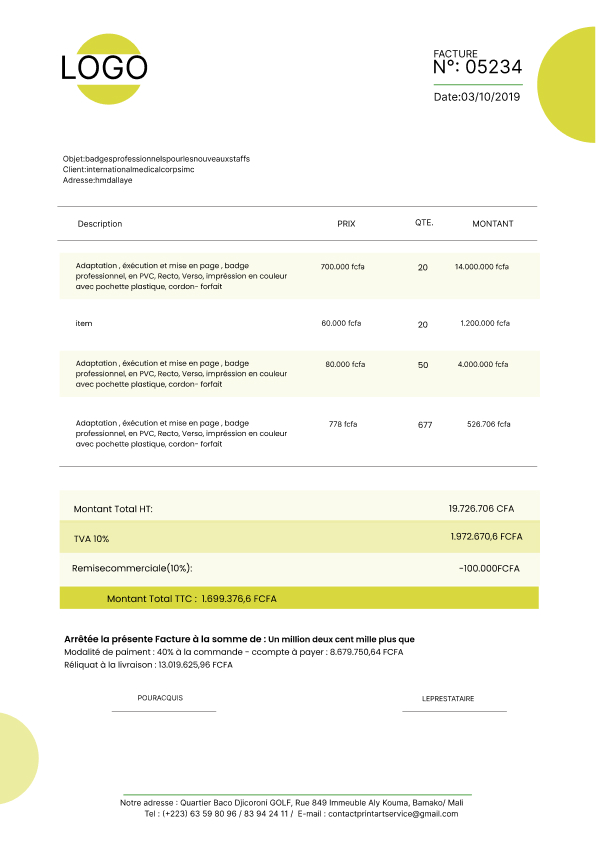 LOGO
FACTURE
N°: 05234
Date:03/10/2019
Objet:badgesprofessionnelspourlesnouveauxstaffs
Client:internationalmedicalcorpsimc
Adresse:hmdallaye
Description PRIX QTE. MONTANT
Adaptation , éxécution et mise en page , badge 700.000 fcfa 20 14.000.000 fcfa
professionnel, en PVC, Recto, Verso, impréssion en couleur
avec pochette plastique, cordon- forfait
item 60.000 fcfa 20 1.200.000 fcfa
Adaptation , éxécution et mise en page , badge 80.000 fcfa 50 4.000.000 fcfa
professionnel, en PVC, Recto, Verso, impréssion en couleur
avec pochette plastique, cordon- forfait
Adaptation , éxécution et mise en page , badge 778 fcfa 677 526.706 fcfa
professionnel, en PVC, Recto, Verso, impréssion en couleur
avec pochette plastique, cordon- forfait
Montant Total HT: 19.726.706 CFA
TVA 10% 1.972.670,6 FCFA
Remisecommerciale(10%): -100.000FCFA
Montant Total TTC : 1.699.376,6 FCFA
Arrêtée la présente Facture à la somme de : Un million deux cent mille plus que
Modalité de paiment : 40% à la commande - ccompte à payer : 8.679.750,64 FCFA
Réliquat à la livraison : 13.019.625,96 FCFA
POURACQUIS LEPRESTATAIRE
Notre adresse : Quartier Baco Djicoroni GOLF, Rue 849 Immeuble Aly Kouma, Bamako/ Mali
Tel : (+223) 63 59 80 96 / 83 94 24 11 / E-mail : contactprintartservice@gmail.com